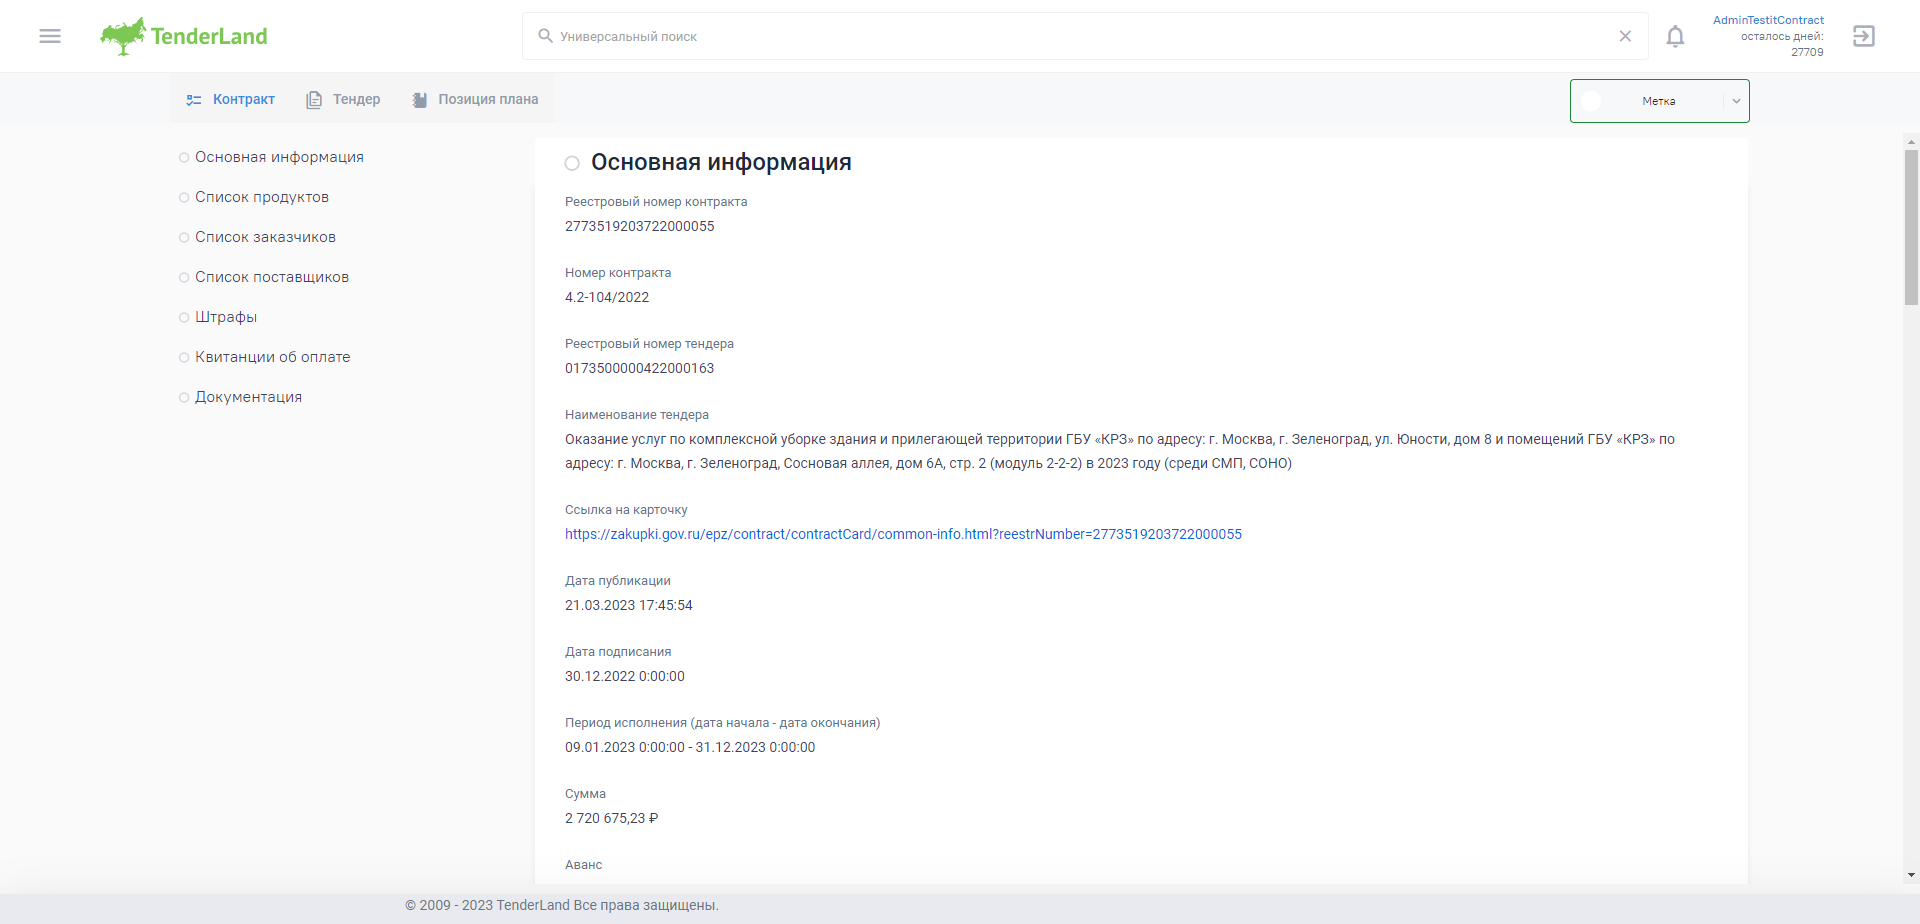 TenderLand
Универсальный поиск
AdminTestitContract
осталось дней:
27709
Контракт
Тендер
Позиция плана
Метка
Основная информация
Список продуктов
Список заказчиков
Список поставщиков
Штрафы
Квитанции об оплате
Документация
Основная информация
Реестровый номер контракта
2773519203722000055
Номер контракта
4.2-104/2022
Реестровый номер тендера
0173500000422000163
Наименование тендера
Оказание услуг по комплексной уборке здания и прилегающей территории ГБУ «КРЗ» по адресу: г. Москва, г. Зеленоград, ул. Юности, дом 8 и помещений ГБУ «КРЗ» по
адресу: г. Москва, г. Зеленоград, Сосновая аллея, дом 6А, стр. 2 (модуль 2-2-2) в 2023 году (среди СМП, СОНО)
Ссылка на карточку
https://zakupki.gov.ru/epz/contract/contractCard/common-info.html?reestrNumber=2773519203722000055
Дата публикации
21.03.2023 17:45:54
Дата подписания
30.12.2022 0:00:00
Период исполнения (дата начала - дата окончания)
09.01.2023 0:00:00 - 31.12.2023 0:00:00
Сумма
2 720 675,23 ₽
Аванс
© 2009 - 2023 TenderLand Все права защищены.